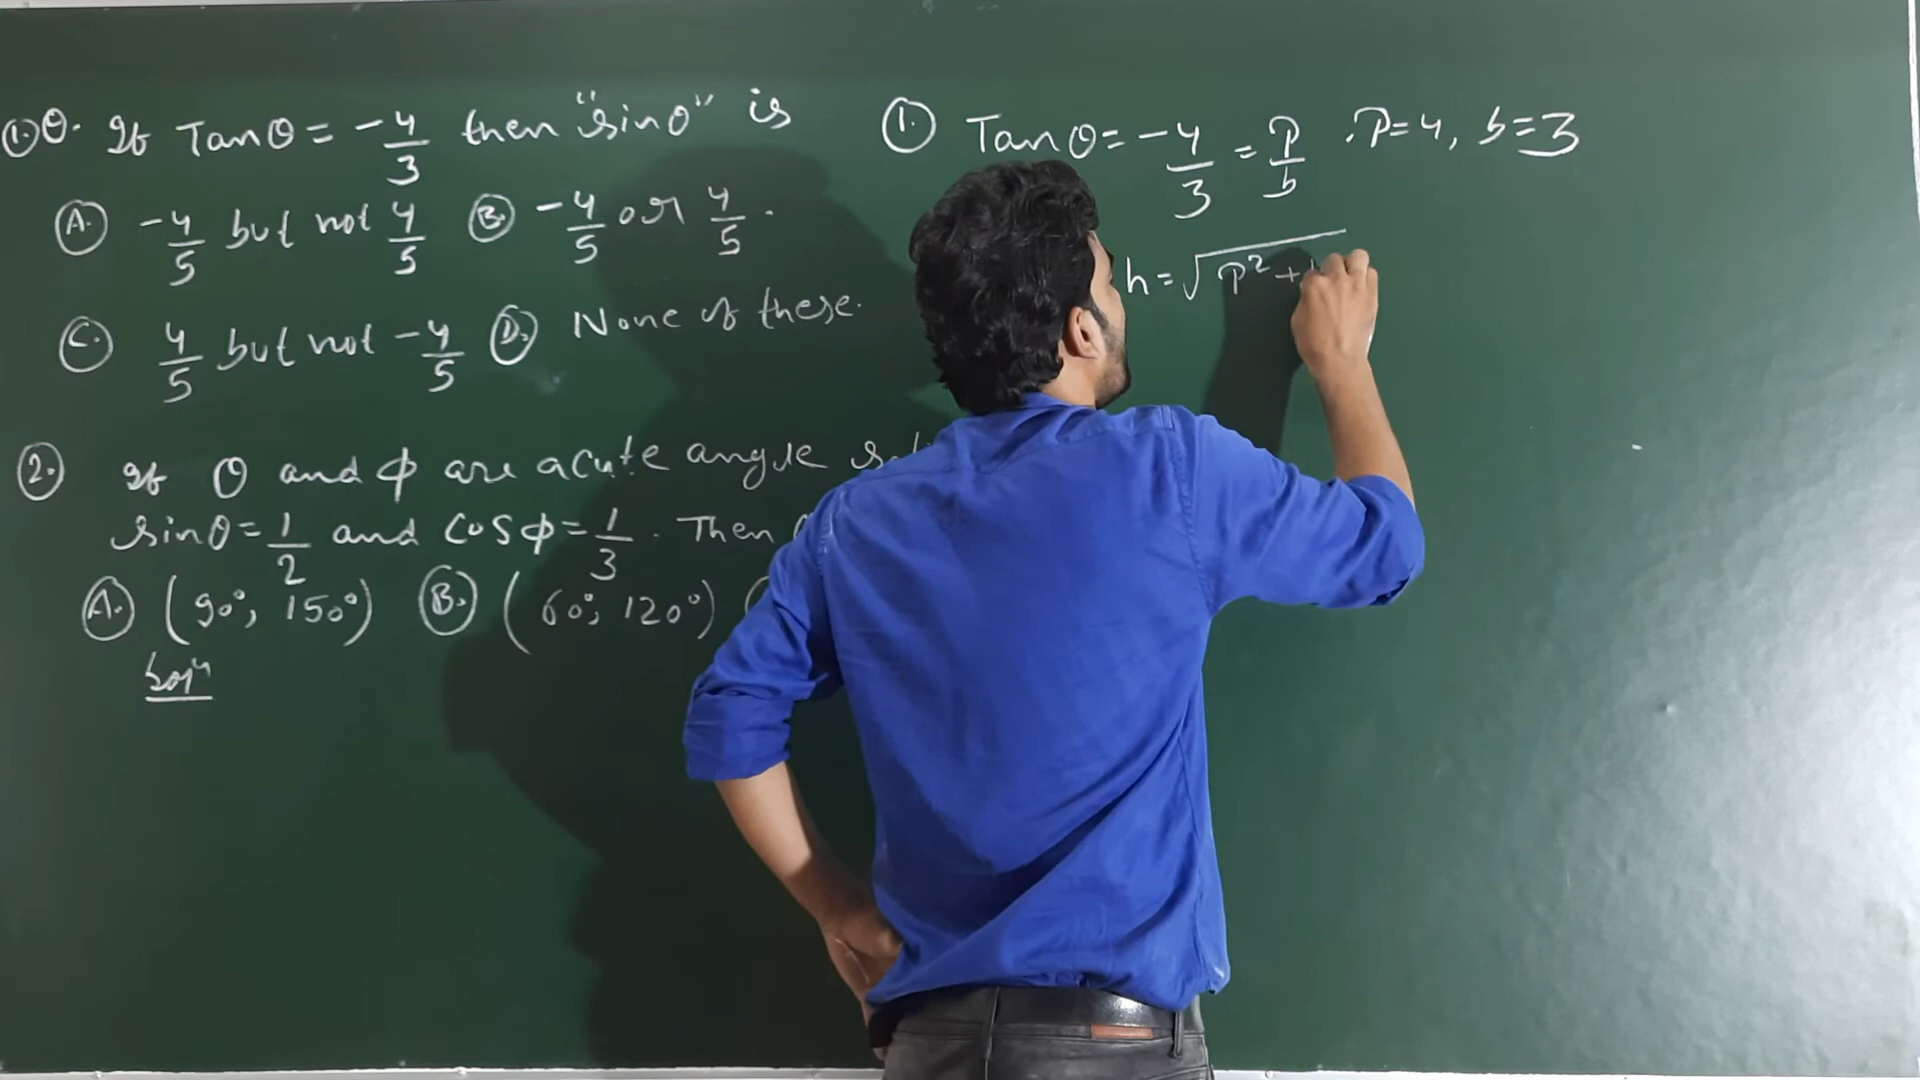 1. Q. If Tanθ = -4/3 then "sinθ" is
A. -4/5 but not 4/5 B. -4/5 or 4/5.
C. 4/5 but not -4/5 D. None of these.
2. If θ and ϕ are acute angle
sinθ = 1/2 and cosϕ = 1/3 . Then
A. (90°, 150°) B. (60°, 120°)
Solⁿ
1. Tanθ = -4/3 = P/b . P=4, b=3
h = √P² +